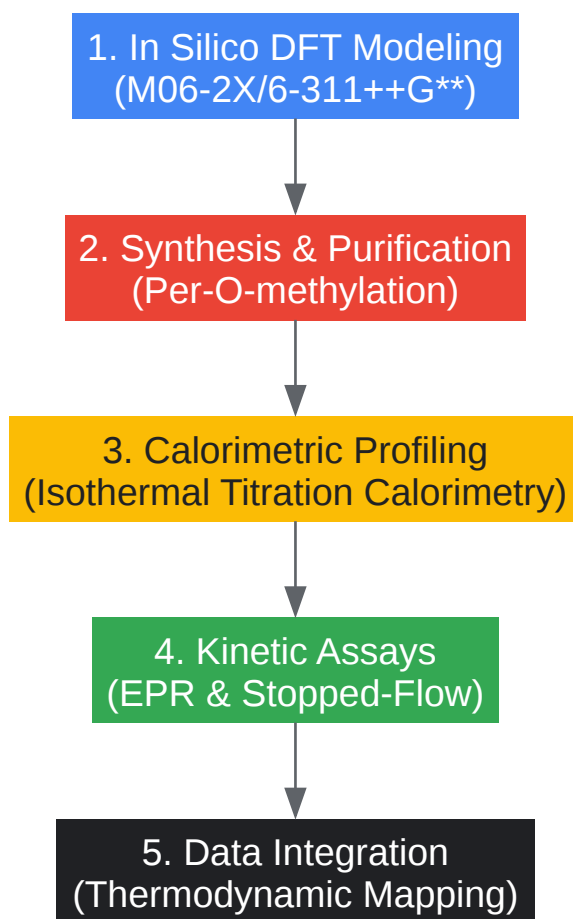 1. In Silico DFT Modeling
(M06-2X/6-311++G**)
2. Synthesis & Purification
(Per-O-methylation)
3. Calorimetric Profiling
(Isothermal Titration Calorimetry)
4. Kinetic Assays
(EPR & Stopped-Flow)
5. Data Integration
(Thermodynamic Mapping)